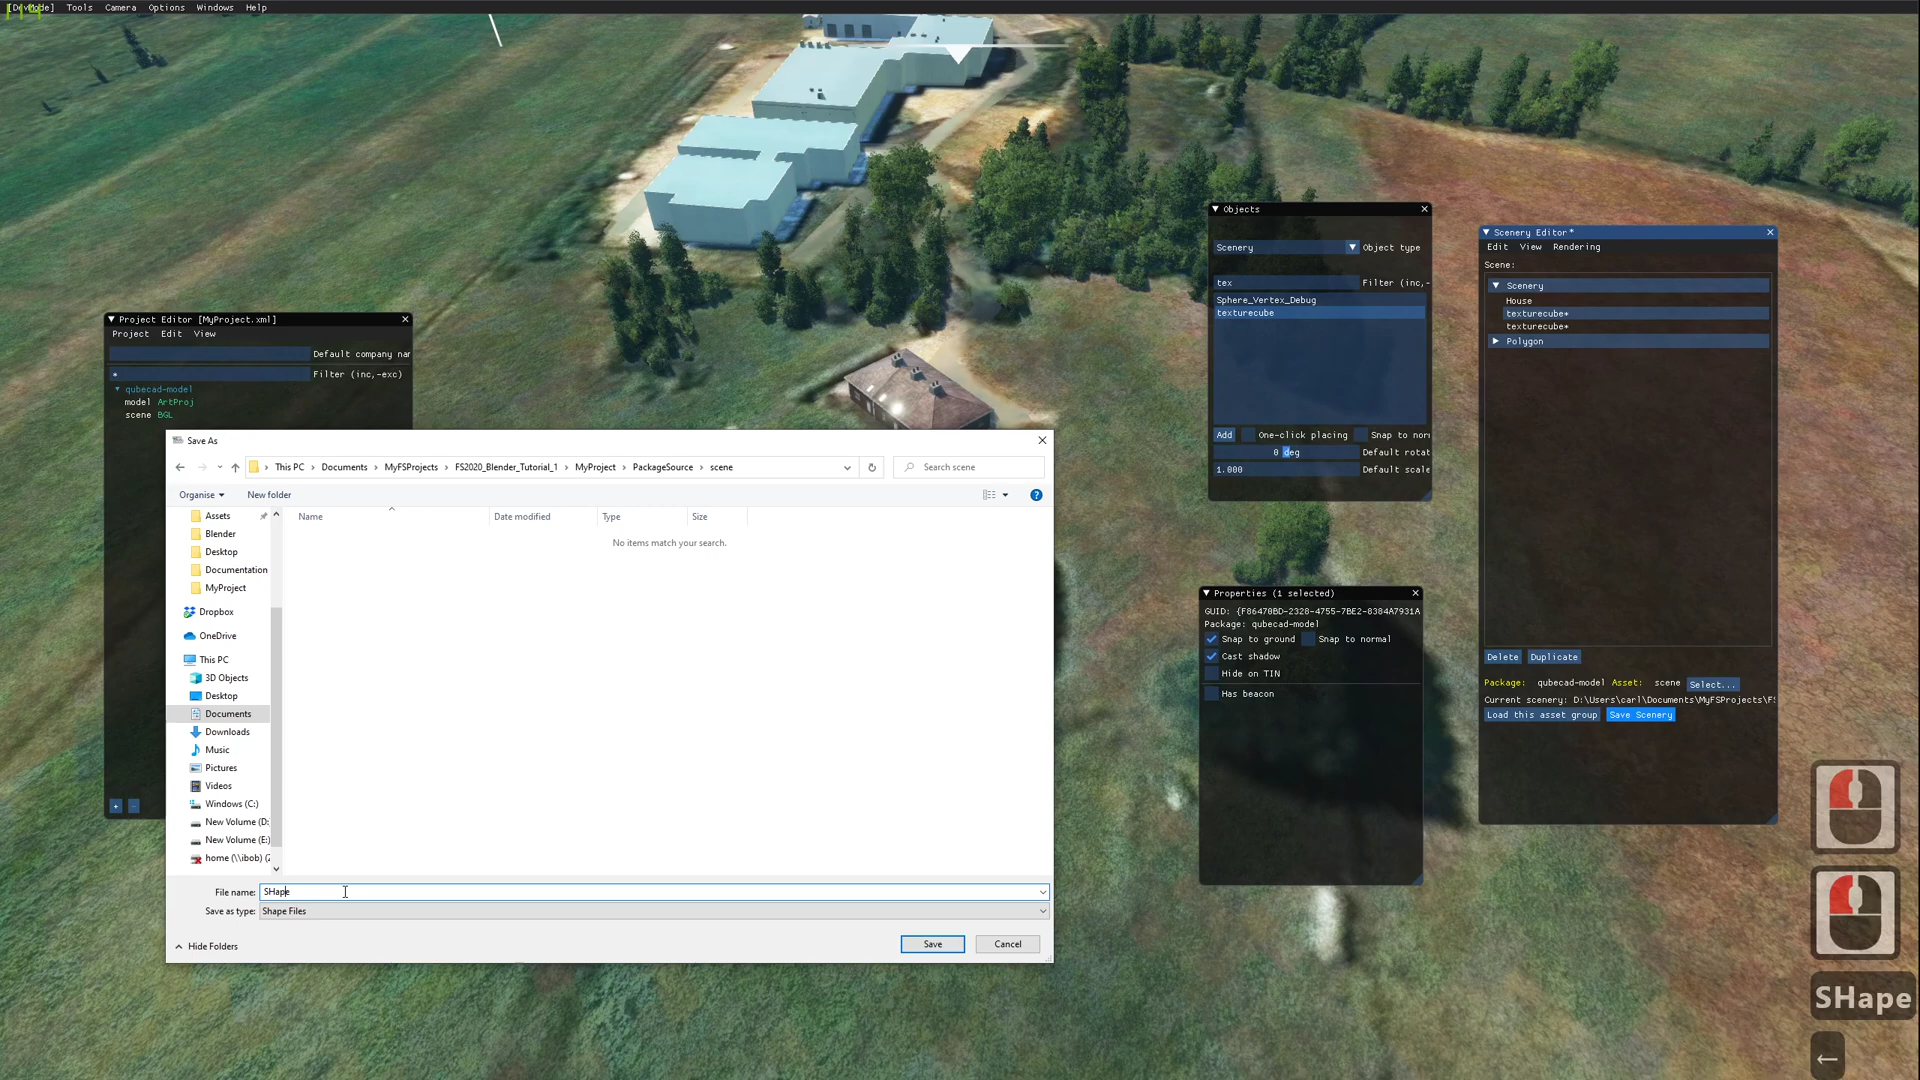 [DevMode] Tools Camera Options Windows Help
Objects
Scenery Object type
tex Filter (inc,-
Sphere_Vertex_Debug
texturecube
Add One-click placing Snap to nor
0 deg Default rotat
1.000 Default scale
Scenery Editor*
Edit View Rendering
Scene:
Scenery
House
texturecube*
texturecube*
Polygon
Delete Duplicate
Package: qubecad-model Asset: scene Select...
Current scenery: D:\Users\carl\Documents\MyFSProjects\F
Load this asset group Save Scenery
Project Editor [MyProject.xml]
Project Edit View
Default company nam
* Filter (inc,-exc)
qubecad-model
model ArtProj
scene BGL
+ -
Save As
This PC > Documents > MyFSProjects > FS2020_Blender_Tutorial_1 > MyProject > PackageSource > scene
Search scene
Organise New folder
Name Date modified Type Size
No items match your search.
Assets
Blender
Desktop
Documentation
MyProject
Dropbox
OneDrive
This PC
3D Objects
Desktop
Documents
Downloads
Music
Pictures
Videos
Windows (C:)
New Volume (D:
New Volume (E:)
home (\\ibob) (Z
File name: SHape
Save as type: Shape Files
Hide Folders Save Cancel
Properties (1 selected)
GUID: {F86470BD-2328-4755-7BE2-8384A7931A
Package: qubecad-model
Snap to ground Snap to normal
Cast shadow
Hide on TIN
Has beacon
SHape
←